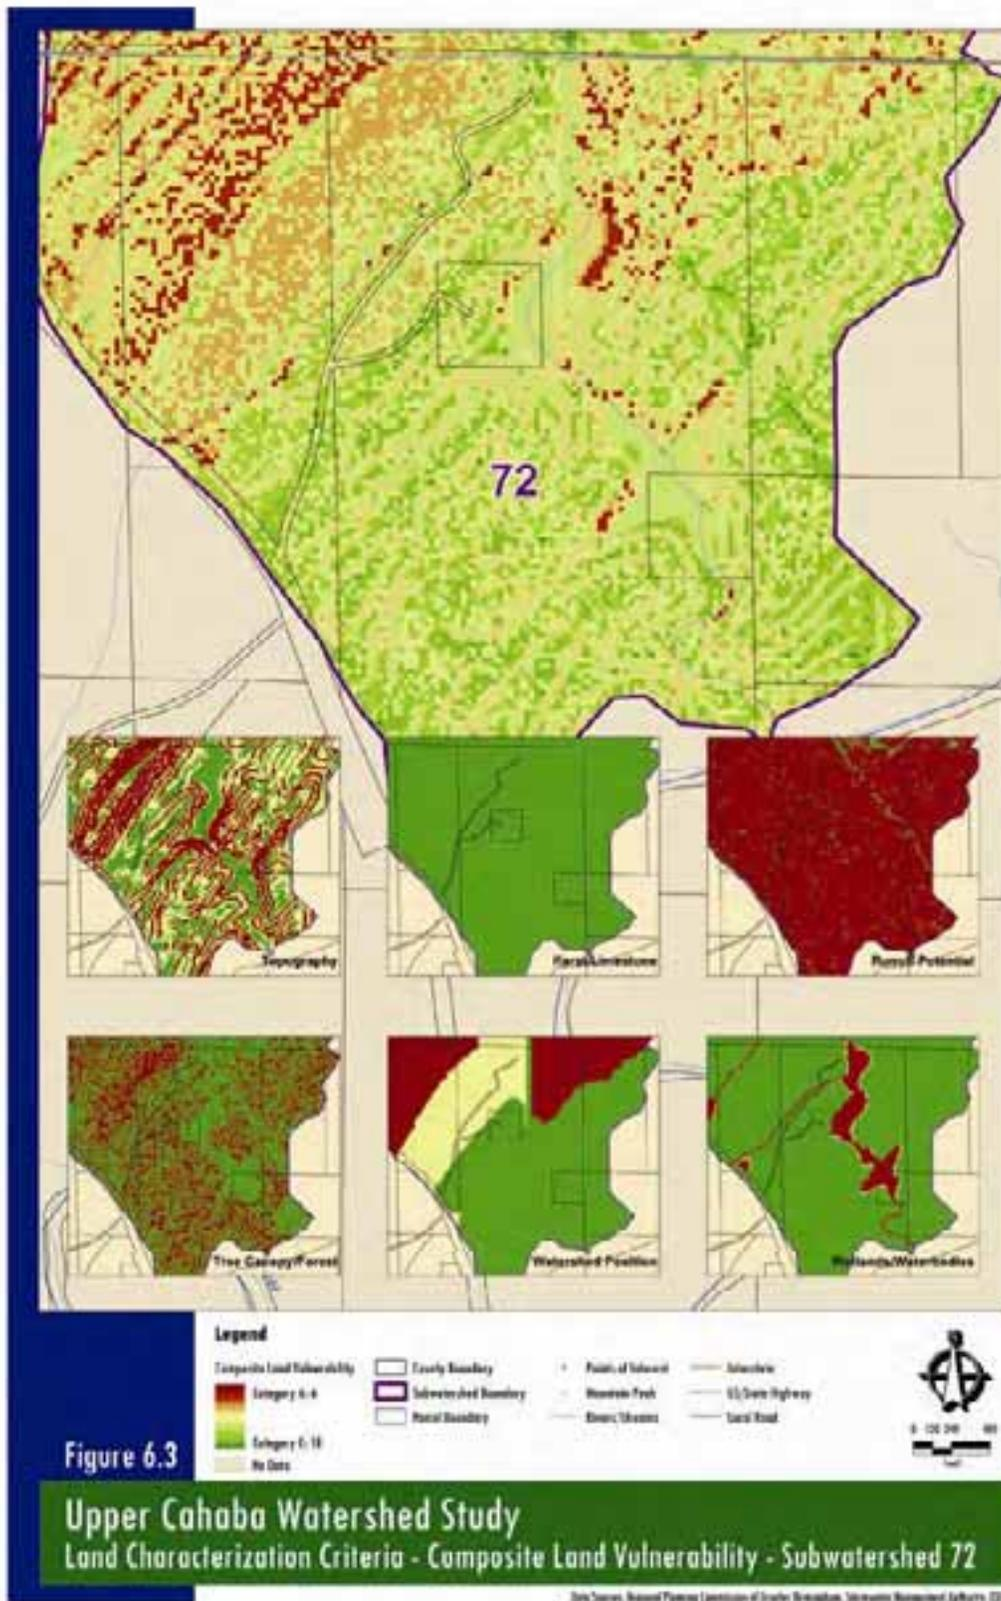 72
Topography
Karst/Limestone
Runoff Potential
Tree Canopy/Forest
Watershed Position
Wetlands/Waterbodies
Legend
Composite Land Vulnerability
County Boundary
Points of Interest
Interstate
Subwatershed Boundary
Mountain Peak
US/State Highway
Parcel Boundary
Rivers/Streams
Local Road
No Data
Figure 6.3
Upper Cahaba Watershed Study
Land Characterization Criteria - Composite Land Vulnerability - Subwatershed 72